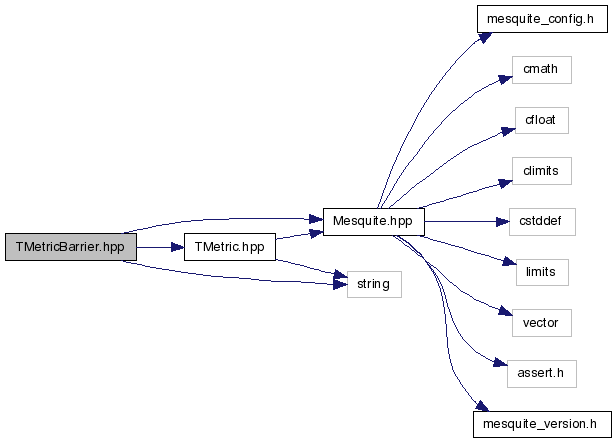 mesquite_config.h
cmath
cfloat
climits
Mesquite.hpp
cstddef
TMetricBarrier.hpp
TMetric.hpp
limits
string
vector
assert.h
mesquite_version.h